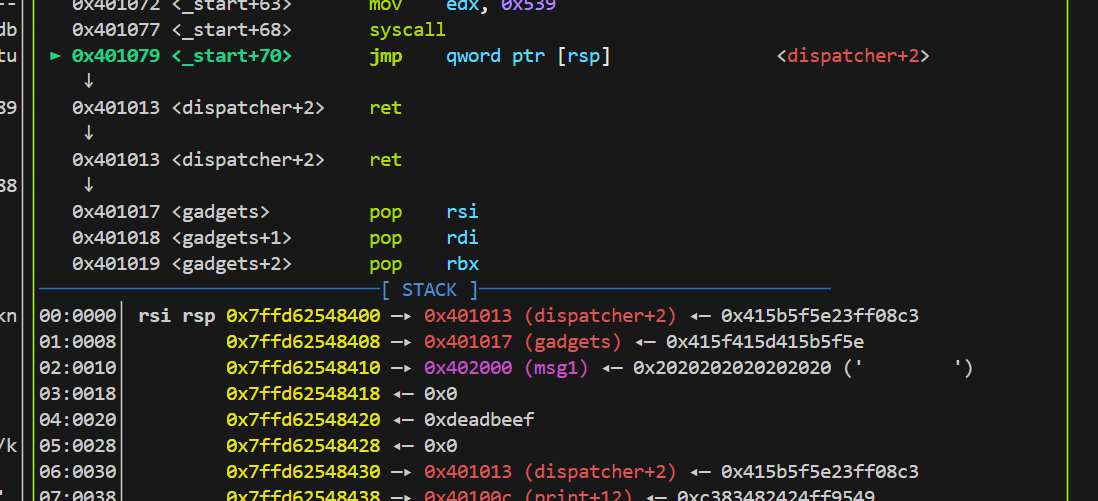 0x401072 <_start+63> mov edx, 0x539
db 0x401077 <_start+68> syscall
tu ► 0x401079 <_start+70> jmp qword ptr [rsp] <dispatcher+2>
↓
89 0x401013 <dispatcher+2> ret
↓
0x401013 <dispatcher+2> ret
88 ↓
0x401017 <gadgets> pop rsi
0x401018 <gadgets+1> pop rdi
0x401019 <gadgets+2> pop rbx
[ STACK ]
kn 00:0000│ rsi rsp 0x7ffd62548400 —▸ 0x401013 (dispatcher+2) ◂— 0x415b5f5e23ff08c3
01:0008│ 0x7ffd62548408 —▸ 0x401017 (gadgets) ◂— 0x415f415d415b5f5e
02:0010│ 0x7ffd62548410 —▸ 0x402000 (msg1) ◂— 0x2020202020202020 ('        ')
03:0018│ 0x7ffd62548418 ◂— 0x0
04:0020│ 0x7ffd62548420 ◂— 0xdeadbeef
/k 05:0028│ 0x7ffd62548428 ◂— 0x0
06:0030│ 0x7ffd62548430 —▸ 0x401013 (dispatcher+2) ◂— 0x415b5f5e23ff08c3
07:0038│ 0x7ffd62548438 —▸ 0x40100c (print+12) ◂— 0xc383482424ff9549